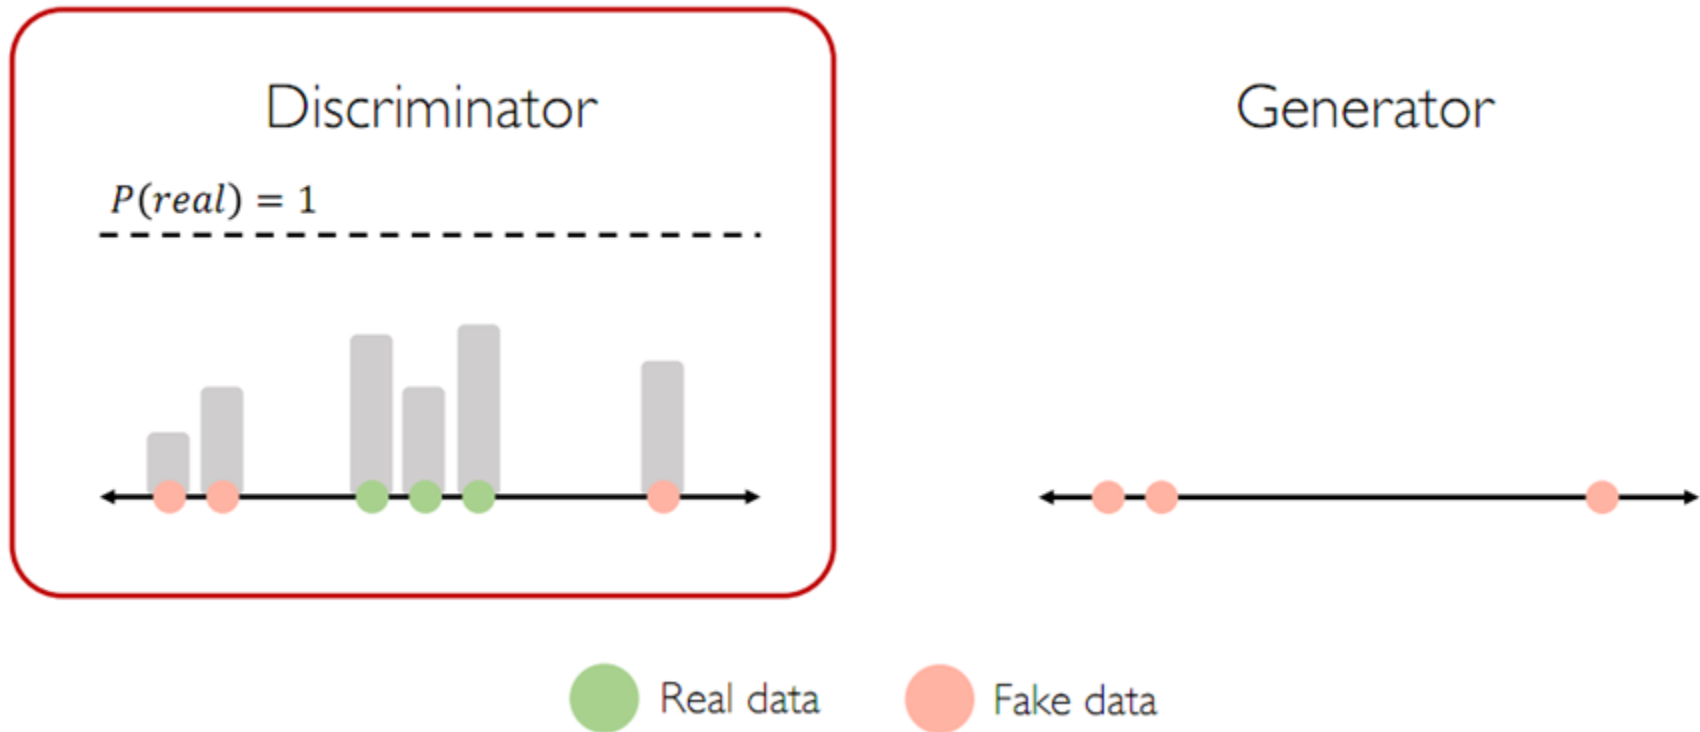 Discriminator
Generator
P(real) = 1
Real data
Fake data